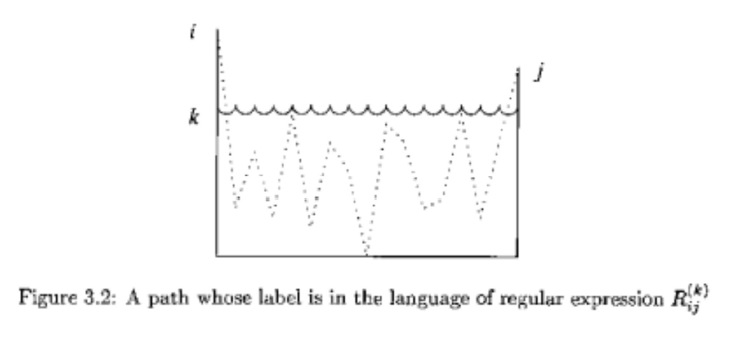 i
j
k
Figure 3.2: A path whose label is in the language of regular expression R_{ij}^{(k)}